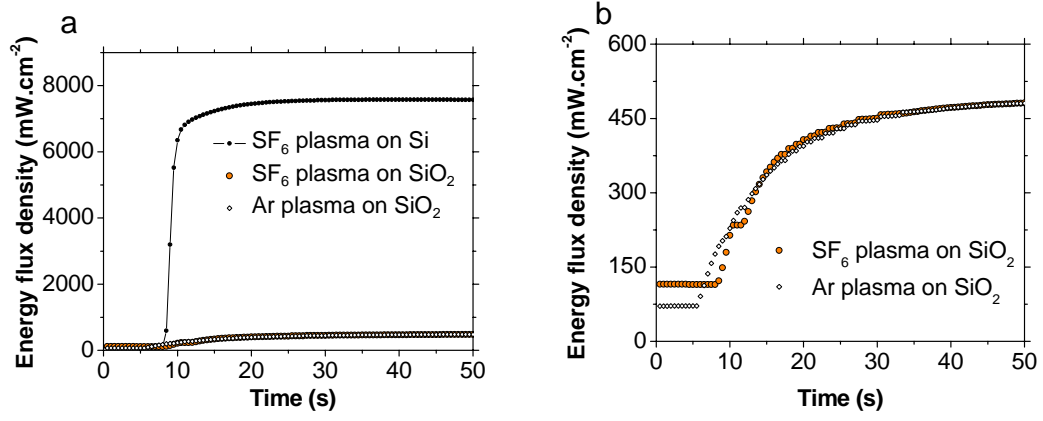 a
Energy flux density (mW.cm⁻²)
8000
6000
4000
2000
0
SF₆ plasma on Si
SF₆ plasma on SiO₂
Ar plasma on SiO₂
0 10 20 30 40 50
Time (s)
b
Energy flux density (mW.cm⁻²)
600
450
300
150
0
SF₆ plasma on SiO₂
Ar plasma on SiO₂
0 10 20 30 40 50
Time (s)